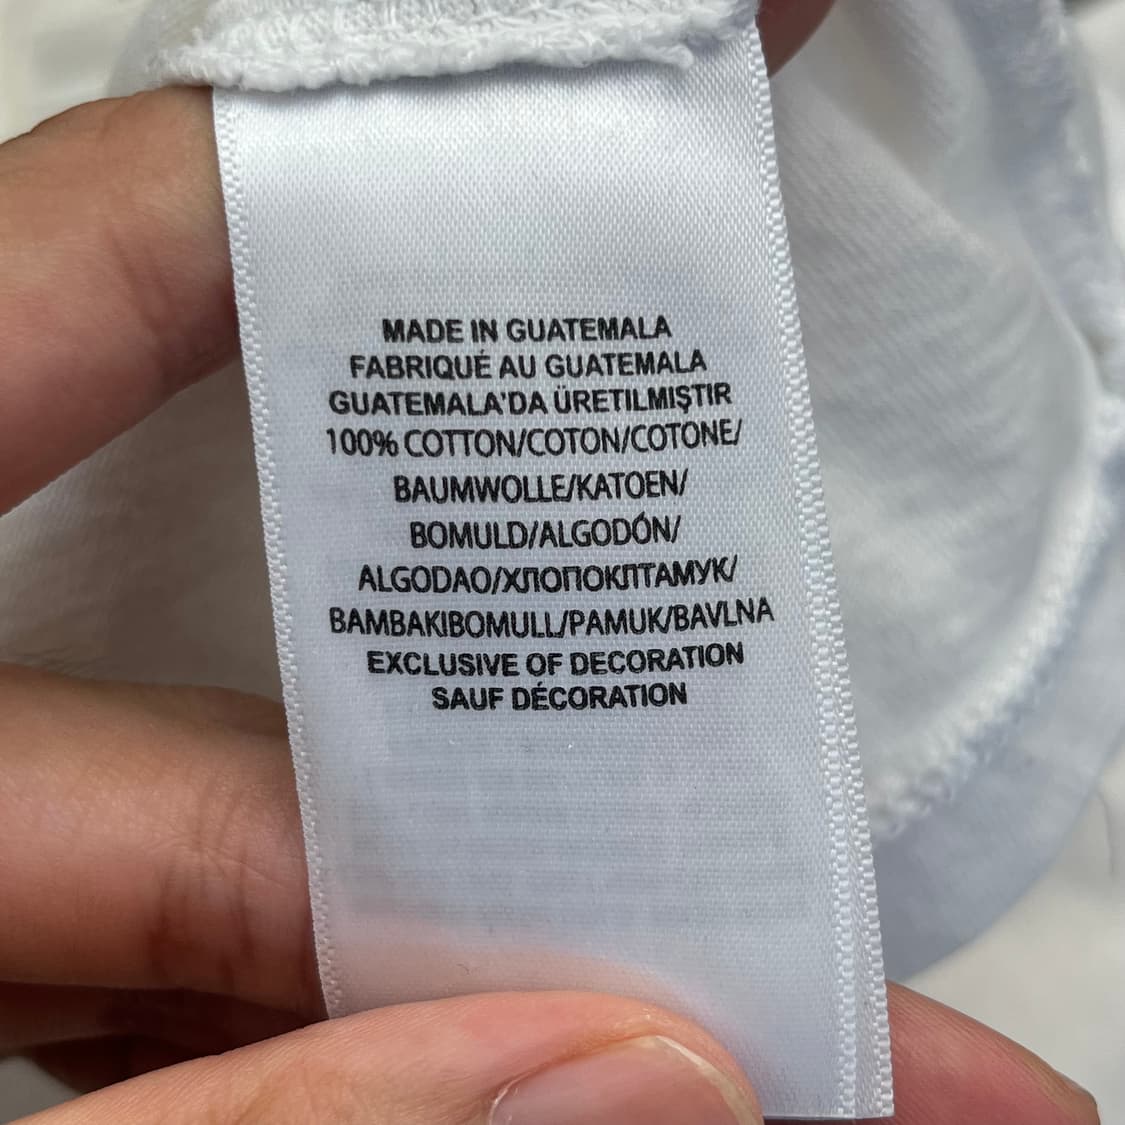 MADE IN GUATEMALA
FABRIQUÉ AU GUATEMALA
GUATEMALA'DA ÜRETILMIŞTIR
100% COTTON/COTON/COTONE/
BAUMWOLLE/KATOEN/
BOMULD/ALGODÓN/
ALGODAO/ХЛОПОКПТАМУК/
BAMBAKIBOMULL/PAMUK/BAVLNA
EXCLUSIVE OF DECORATION
SAUF DÉCORATION